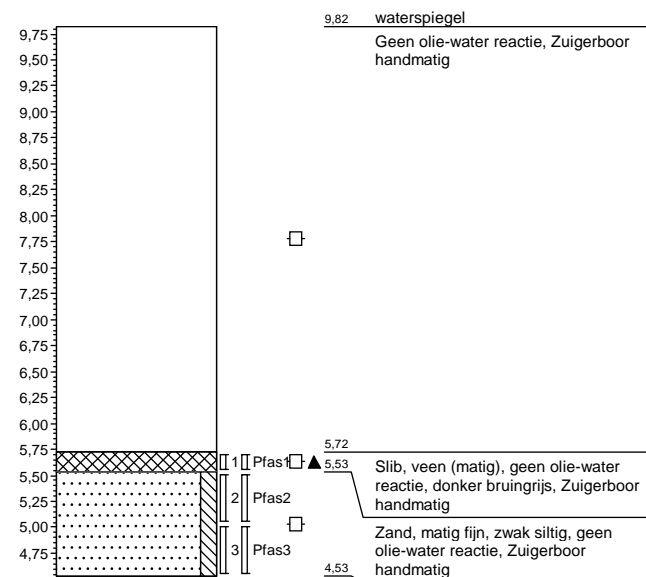 9,82 waterspiegel
Geen olie-water reactie, Zuigerboor
handmatig
9,75
9,50
9,25
9,00
8,75
8,50
8,25
8,00
7,75
7,50
7,25
7,00
6,75
6,50
6,25
6,00
5,75
5,50
5,25
5,00
4,75
1 Pfas1
2 Pfas2
3 Pfas3
5,72
5,53
Slib, veen (matig), geen olie-water
reactie, donker bruingrijs, Zuigerboor
handmatig
Zand, matig fijn, zwak siltig, geen
olie-water reactie, Zuigerboor
handmatig
4,53